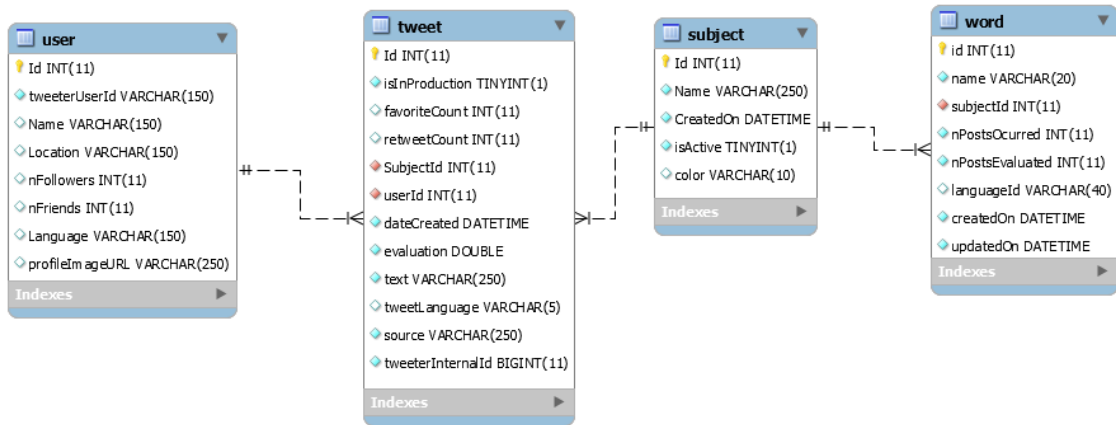 user
Id INT(11)
tweeterUserId VARCHAR(150)
Name VARCHAR(150)
Location VARCHAR(150)
nFollowers INT(11)
nFriends INT(11)
Language VARCHAR(150)
profileImageURL VARCHAR(250)
Indexes
tweet
Id INT(11)
isInProduction TINYINT(1)
favoriteCount INT(11)
retweetCount INT(11)
SubjectId INT(11)
userId INT(11)
dateCreated DATETIME
evaluation DOUBLE
text VARCHAR(250)
tweetLanguage VARCHAR(5)
source VARCHAR(250)
tweeterInternalId BIGINT(11)
Indexes
subject
Id INT(11)
Name VARCHAR(250)
CreatedOn DATETIME
isActive TINYINT(1)
color VARCHAR(10)
Indexes
word
id INT(11)
name VARCHAR(20)
subjectId INT(11)
nPostsOcurred INT(11)
nPostsEvaluated INT(11)
languageId VARCHAR(40)
createdOn DATETIME
updatedOn DATETIME
Indexes